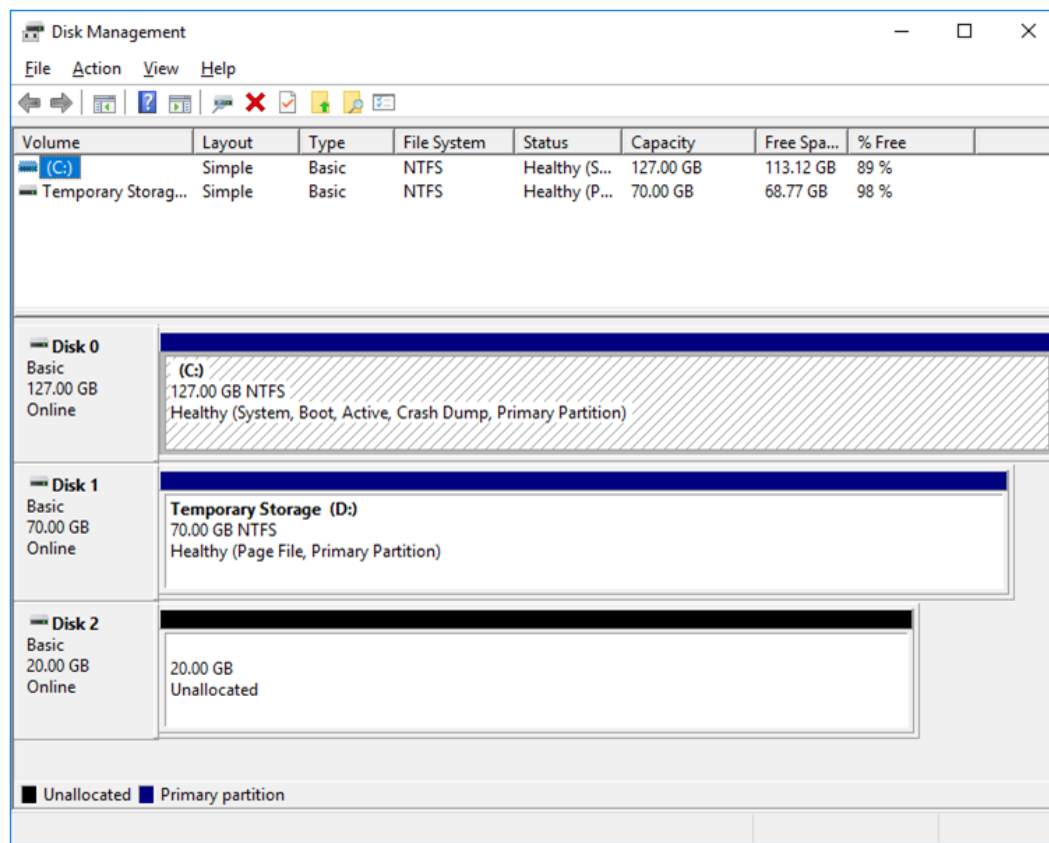 Disk Management
File Action View Help
Volume Layout Type File System Status Capacity Free Spa... % Free
(C:) Simple Basic NTFS Healthy (S... 127.00 GB 113.12 GB 89 %
Temporary Storag... Simple Basic NTFS Healthy (P... 70.00 GB 68.77 GB 98 %
Disk 0
Basic
127.00 GB
Online
(C:)
127.00 GB NTFS
Healthy (System, Boot, Active, Crash Dump, Primary Partition)
Disk 1
Basic
70.00 GB
Online
Temporary Storage (D:)
70.00 GB NTFS
Healthy (Page File, Primary Partition)
Disk 2
Basic
20.00 GB
Online
20.00 GB
Unallocated
Unallocated Primary partition